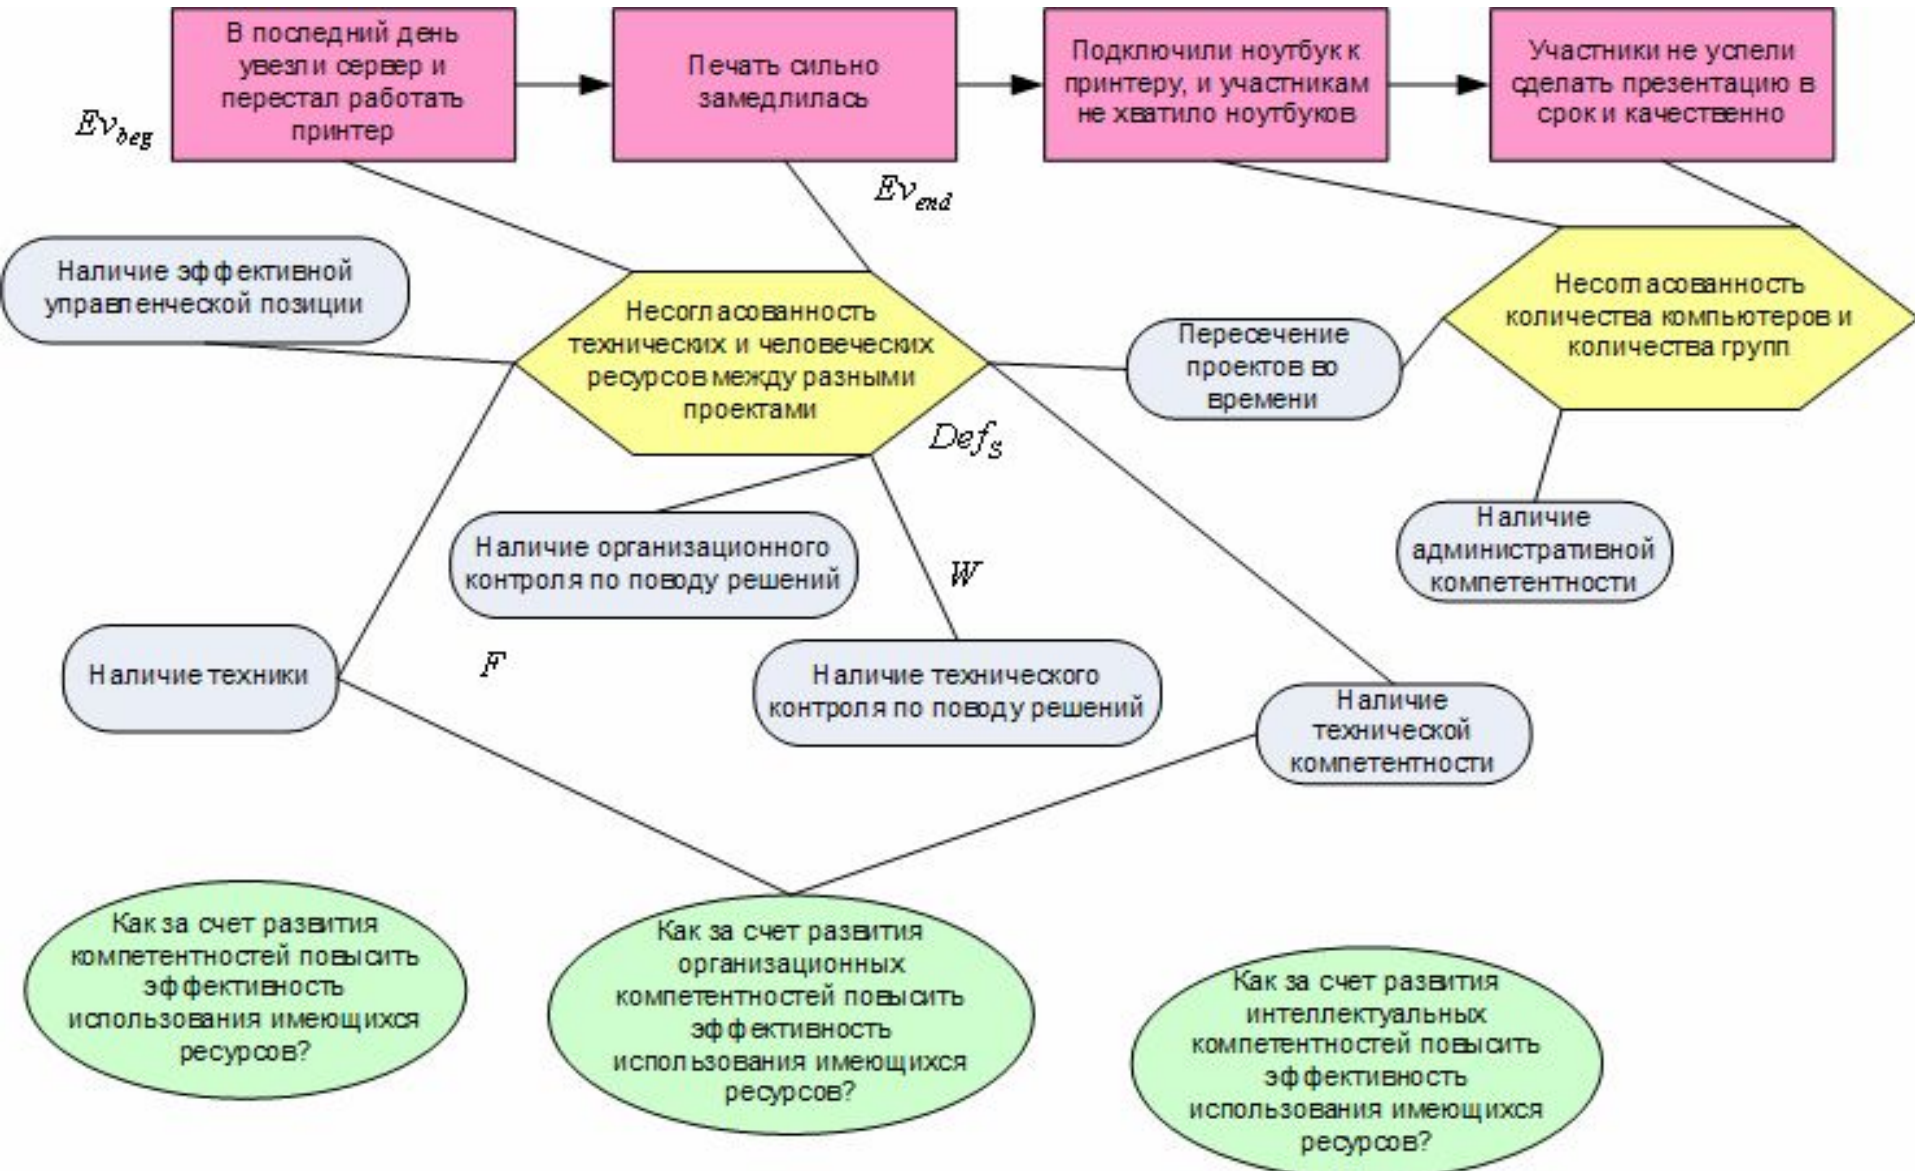 В последний день
увезли сервер и
перестал работать
принтер
Печать сильно
замедлилась
Подключили ноутбук к
принтеру, и участникам
не хватило ноутбуков
Участники не успели
сделать презентацию в
срок и качественно
Ev_beg
Ev_end
Наличие эффективной
управленческой позиции
Несогласованность
технических и человеческих
ресурсов между разными
проектами
Пересечение
проектов во
времени
Несогласованность
количества компьютеров и
количества групп
Def_S
Наличие организационного
контроля по поводу решений
W
Наличие
административной
компетентности
Наличие техники
F
Наличие технического
контроля по поводу решений
Наличие
технической
компетентности
Как за счет развития
компетентностей повысить
эффективность
использования имеющихся
ресурсов?
Как за счет развития
организационных
компетентностей повысить
эффективность
использования имеющихся
ресурсов?
Как за счет развития
интеллектуальных
компетентностей повысить
эффективность
использования имеющихся
ресурсов?